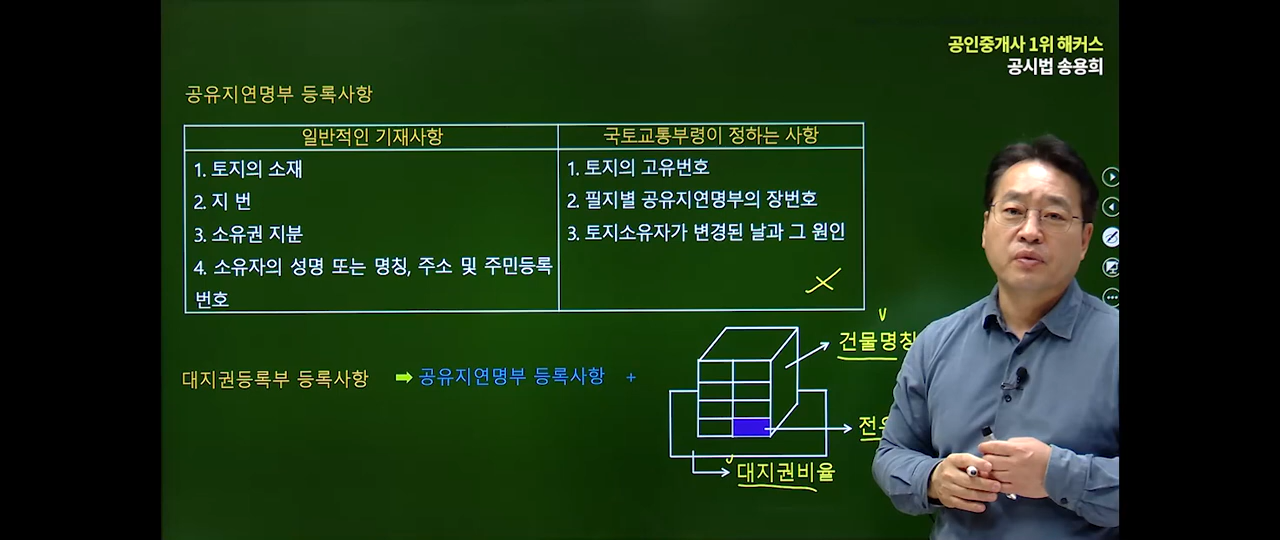 공인중개사 1위 해커스
공시법 송용희
공유지연명부 등록사항
일반적인 기재사항
국토교통부령이 정하는 사항
1. 토지의 소재
2. 지 번
3. 소유권 지분
4. 소유자의 성명 또는 명칭, 주소 및 주민등록
번호
1. 토지의 고유번호
2. 필지별 공유지연명부의 장번호
3. 토지소유자가 변경된 날과 그 원인
건물명칭
대지권등록부 등록사항 ➡ 공유지연명부 등록사항 +
대지권비율